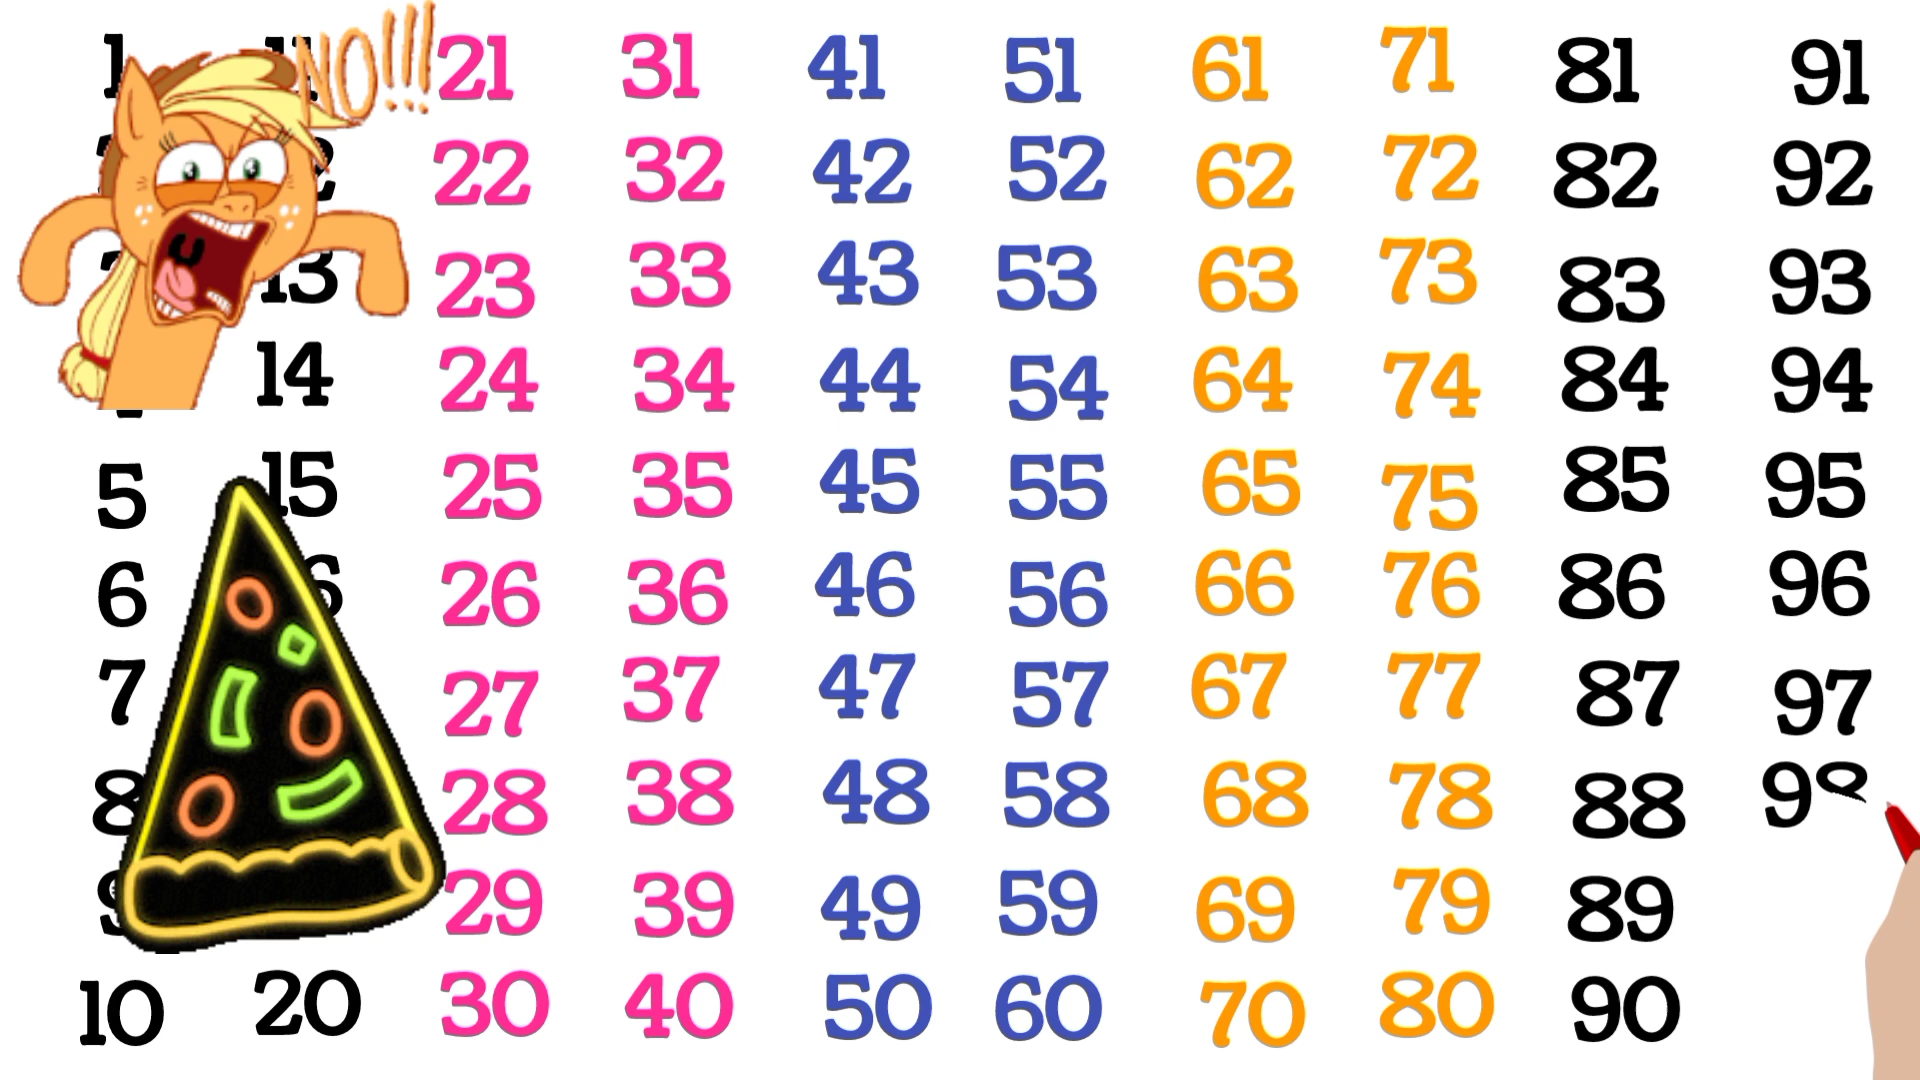 NO!!!
1 11 21 31 41 51 61 71 81 91
22 32 42 52 62 72 82 92
13 23 33 43 53 63 73 83 93
14 24 34 44 54 64 74 84 94
5 15 25 35 45 55 65 75 85 95
6 26 36 46 56 66 76 86 96
7 27 37 47 57 67 77 87 97
8 28 38 48 58 68 78 88 98
29 39 49 59 69 79 89
10 20 30 40 50 60 70 80 90